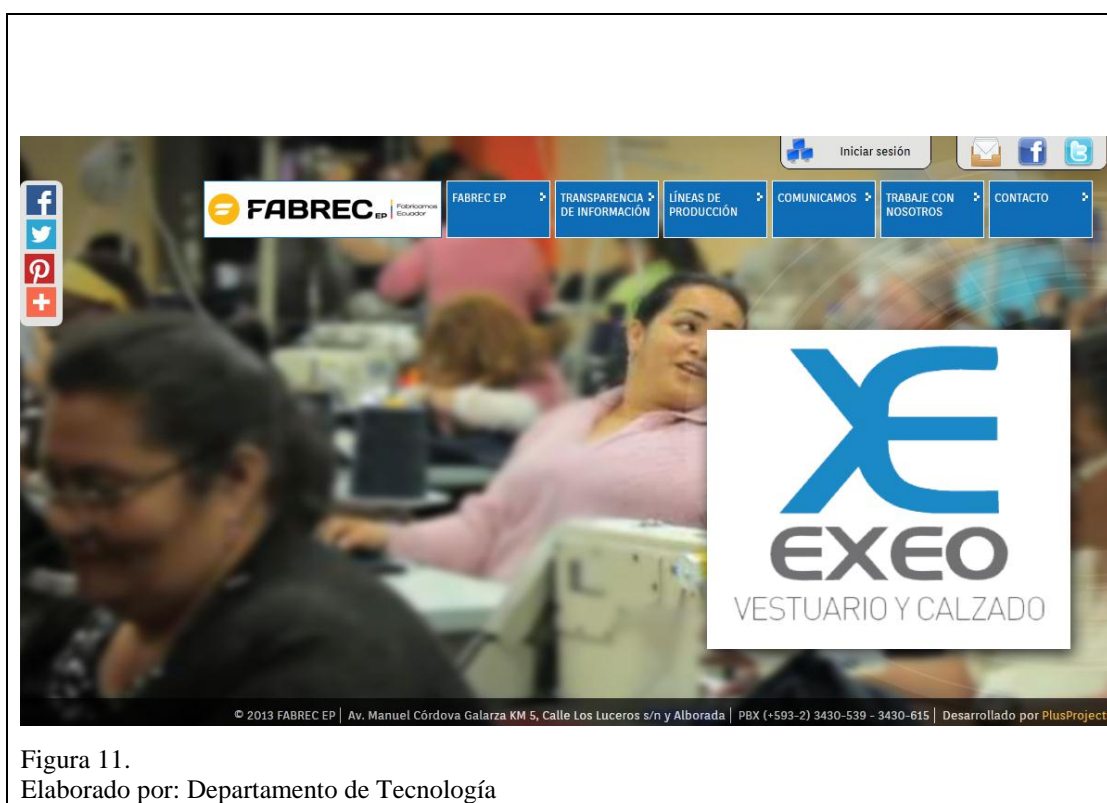 Iniciar sesión
FABREC EP Fabricamos Ecuador
FABREC EP
TRANSPARENCIA
DE INFORMACIÓN
LÍNEAS DE
PRODUCCIÓN
COMUNICAMOS
TRABAJE CON
NOSOTROS
CONTACTO
XE
EXEO
VESTUARIO Y CALZADO
© 2013 FABREC EP | Av. Manuel Córdova Galarza KM 5, Calle Los Luceros s/n y Alborada | PBX (+593-2) 3430-539 - 3430-615 | Desarrollado por PlusProject
Figura 11.
Elaborado por: Departamento de Tecnología